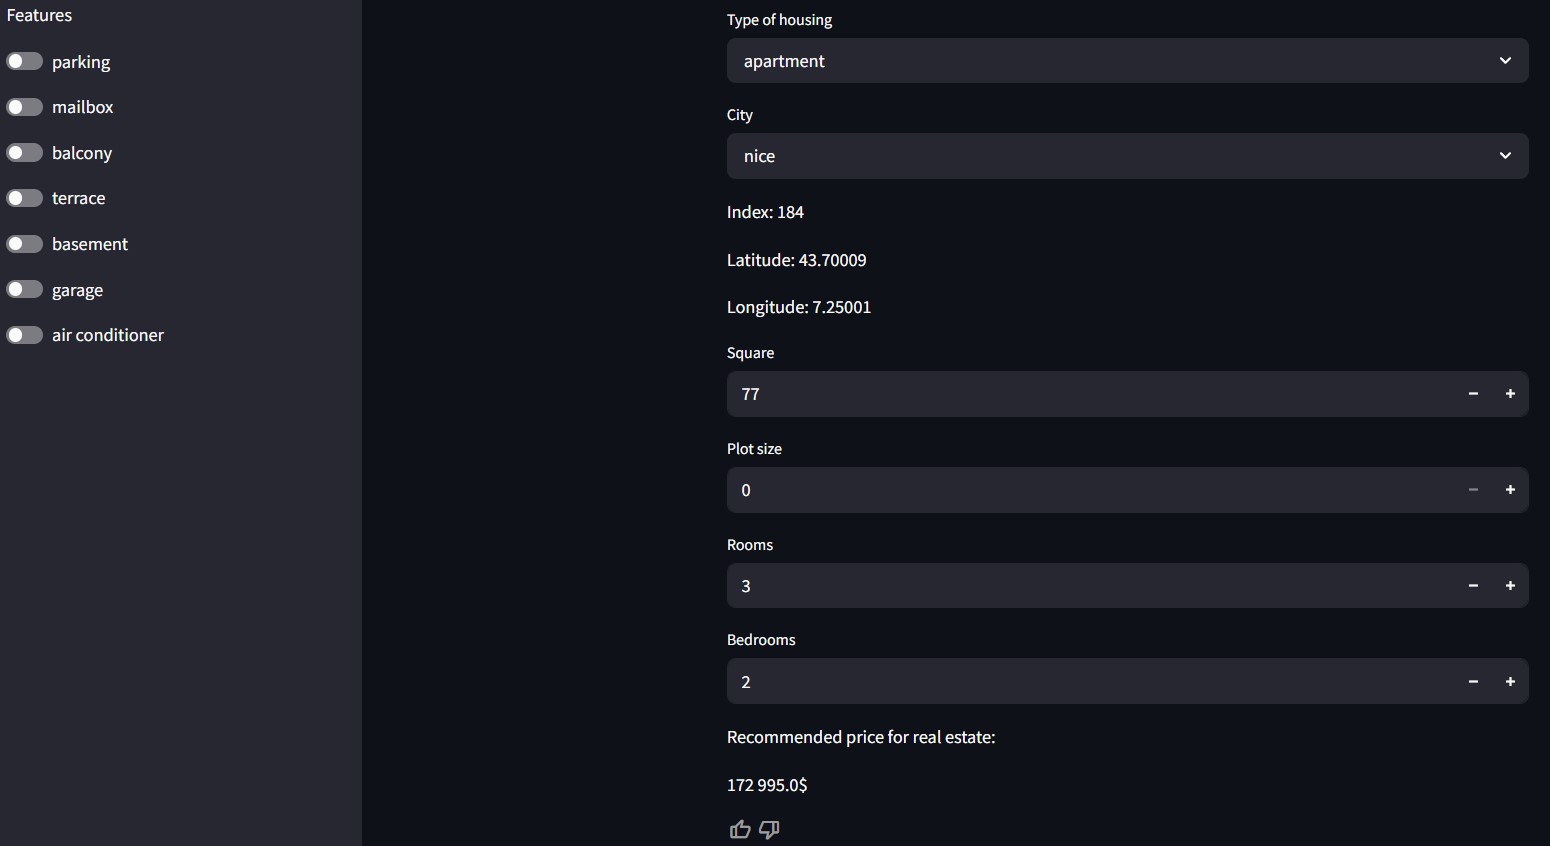 Features
parking
mailbox
balcony
terrace
basement
garage
air conditioner
Type of housing
apartment
City
nice
Index: 184
Latitude: 43.70009
Longitude: 7.25001
Square
77
Plot size
0
Rooms
3
Bedrooms
2
Recommended price for real estate:
172 995.0$